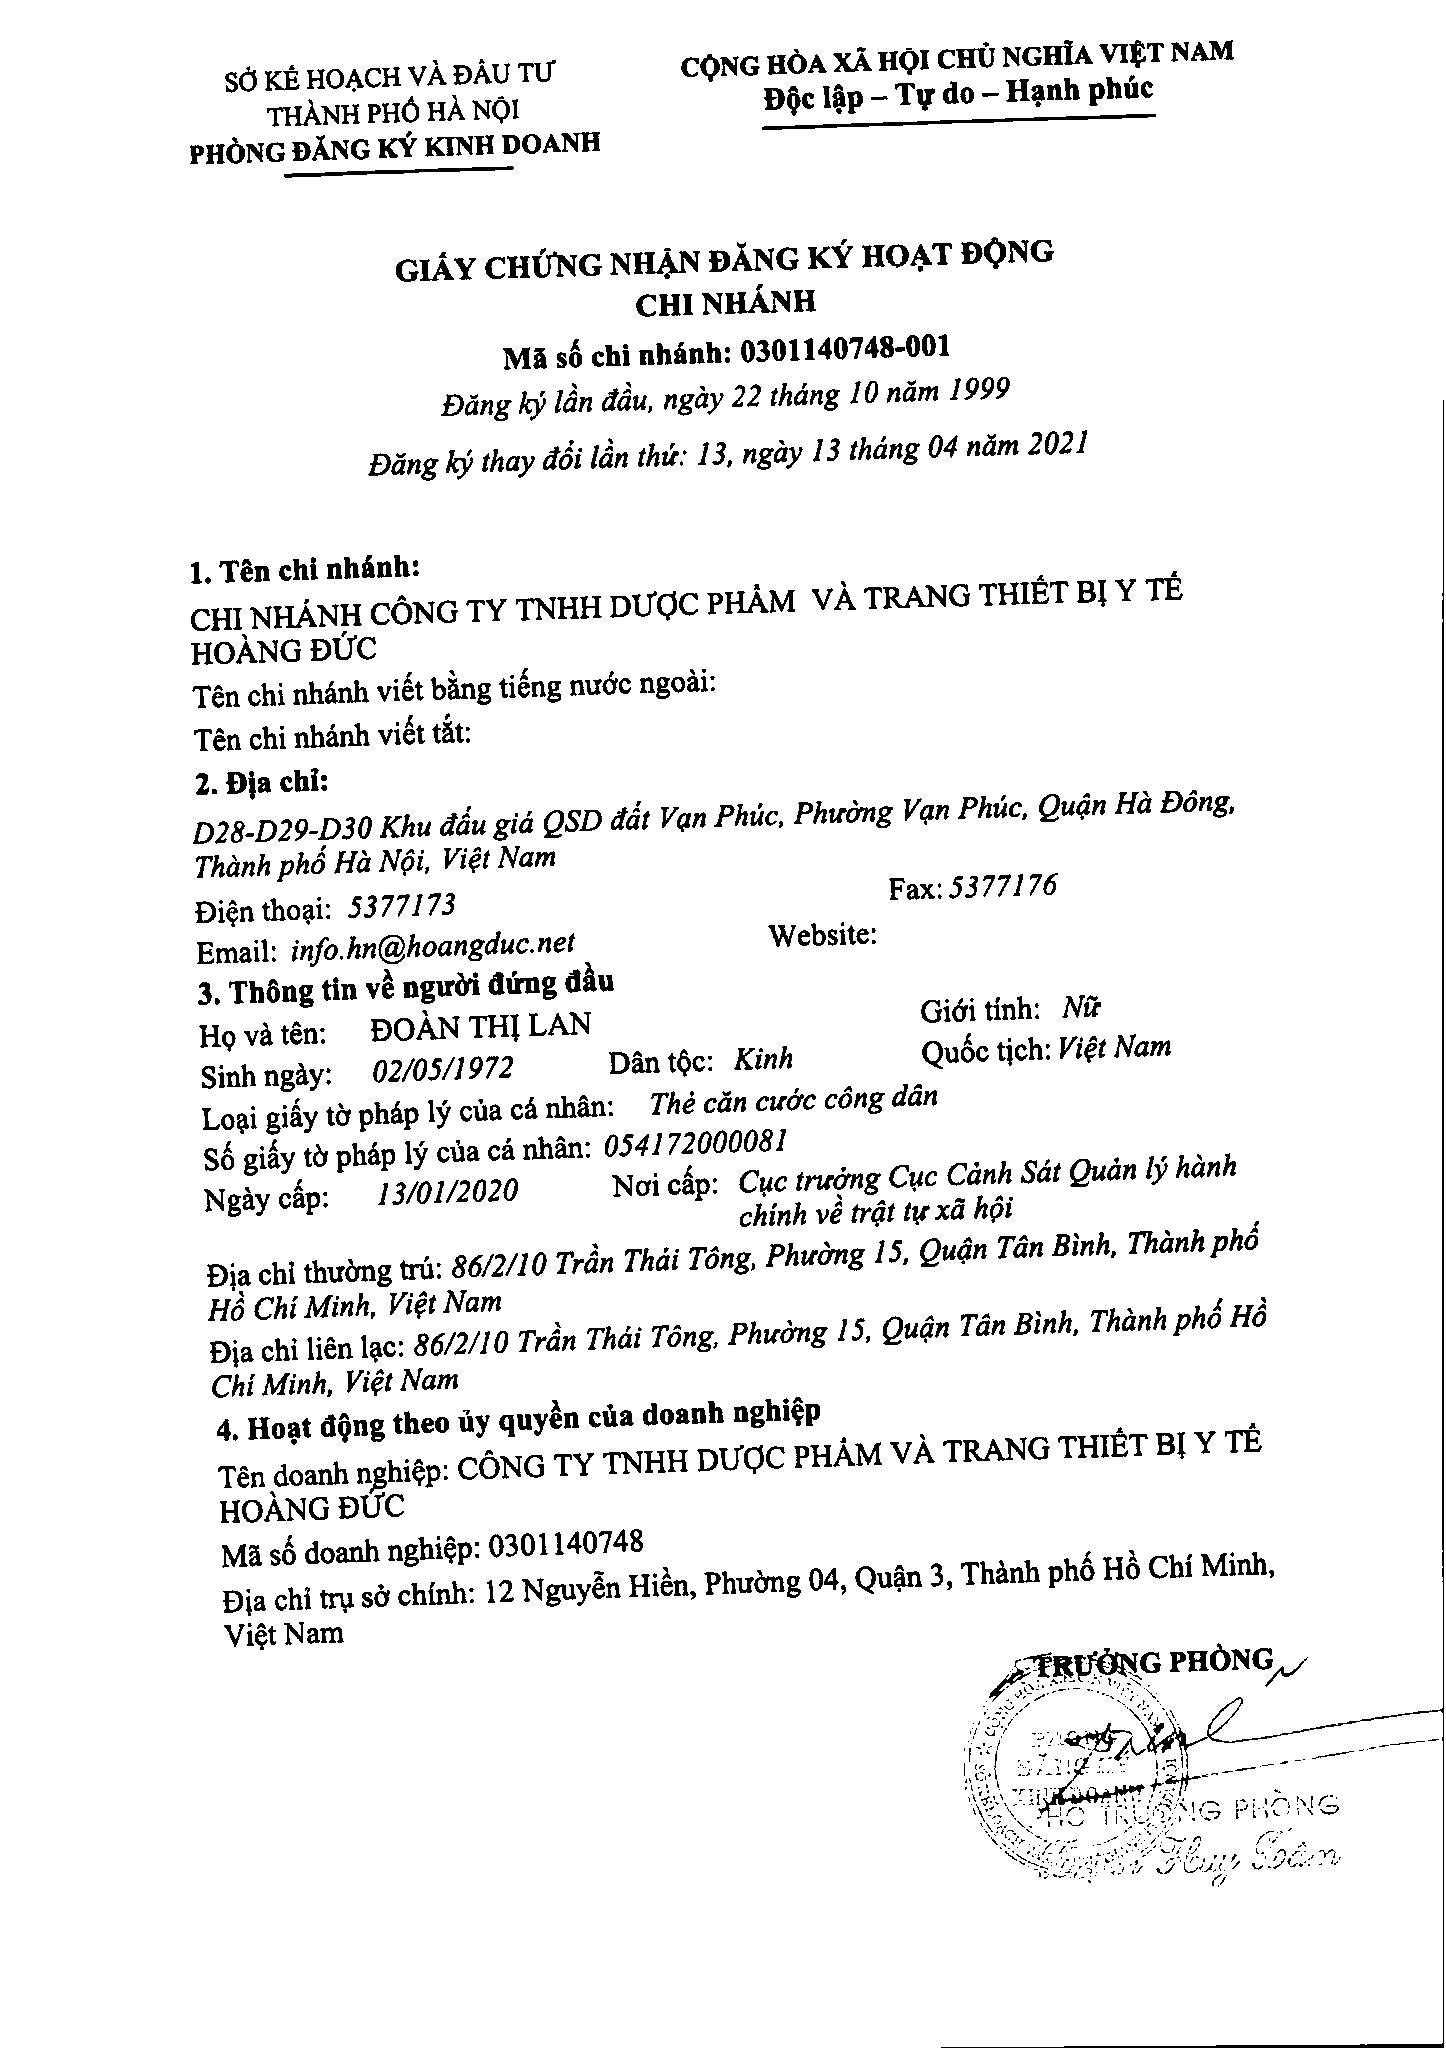 SỞ KẾ HOẠCH VÀ ĐẦU TƯ
THÀNH PHỐ HÀ NỘI
PHÒNG ĐĂNG KÝ KINH DOANH
CỘNG HÒA XÃ HỘI CHỦ NGHĨA VIỆT NAM
Độc lập – Tự do – Hạnh phúc
GIẤY CHỨNG NHẬN ĐĂNG KÝ HOẠT ĐỘNG
CHI NHÁNH
Mã số chi nhánh: 0301140748-001
Đăng ký lần đầu, ngày 22 tháng 10 năm 1999
Đăng ký thay đổi lần thứ: 13, ngày 13 tháng 04 năm 2021
1. Tên chi nhánh:
CHI NHÁNH CÔNG TY TNHH DƯỢC PHẨM VÀ TRANG THIẾT BỊ Y TẾ
HOÀNG ĐỨC
Tên chi nhánh viết bằng tiếng nước ngoài:
Tên chi nhánh viết tắt:
2. Địa chỉ:
D28-D29-D30 Khu đấu giá QSD đất Vạn Phúc, Phường Vạn Phúc, Quận Hà Đông,
Thành phố Hà Nội, Việt Nam
Điện thoại: 5377173 Fax: 5377176
Email: info.hn@hoangduc.net Website:
3. Thông tin về người đứng đầu
Họ và tên: ĐOÀN THỊ LAN Giới tính: Nữ
Sinh ngày: 02/05/1972 Dân tộc: Kinh Quốc tịch: Việt Nam
Loại giấy tờ pháp lý của cá nhân: Thẻ căn cước công dân
Số giấy tờ pháp lý của cá nhân: 054172000081
Ngày cấp: 13/01/2020 Nơi cấp: Cục trưởng Cục Cảnh Sát Quản lý hành
chính về trật tự xã hội
Địa chỉ thường trú: 86/2/10 Trần Thái Tông, Phường 15, Quận Tân Bình, Thành phố
Hồ Chí Minh, Việt Nam
Địa chỉ liên lạc: 86/2/10 Trần Thái Tông, Phường 15, Quận Tân Bình, Thành phố Hồ
Chí Minh, Việt Nam
4. Hoạt động theo ủy quyền của doanh nghiệp
Tên doanh nghiệp: CÔNG TY TNHH DƯỢC PHẨM VÀ TRANG THIẾT BỊ Y TẾ
HOÀNG ĐỨC
Mã số doanh nghiệp: 0301140748
Địa chỉ trụ sở chính: 12 Nguyễn Hiền, Phường 04, Quận 3, Thành phố Hồ Chí Minh,
Việt Nam
TRƯỞNG PHÒNG
PHÒNG
ĐĂNG KÝ
KINH DOANH
TRƯỞNG PHÒNG
Huy